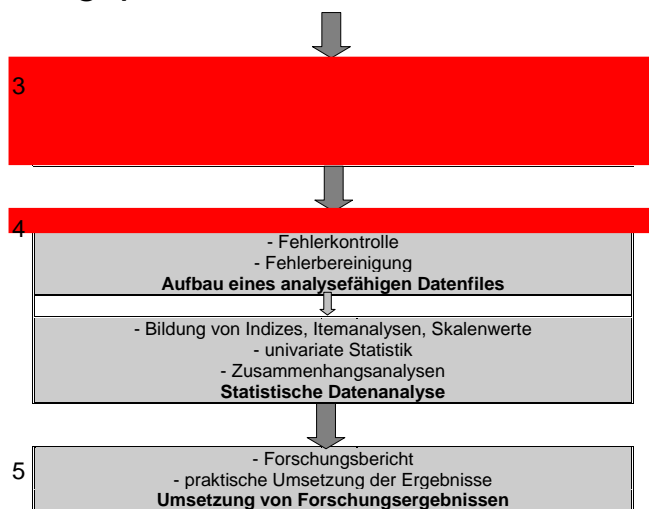 3
4
- Fehlerkontrolle
- Fehlerbereinigung
Aufbau eines analysefähigen Datenfiles
- Bildung von Indizes, Itemanalysen, Skalenwerte
- univariate Statistik
- Zusammenhangsanalysen
Statistische Datenanalyse
5
- Forschungsbericht
- praktische Umsetzung der Ergebnisse
Umsetzung von Forschungsergebnissen